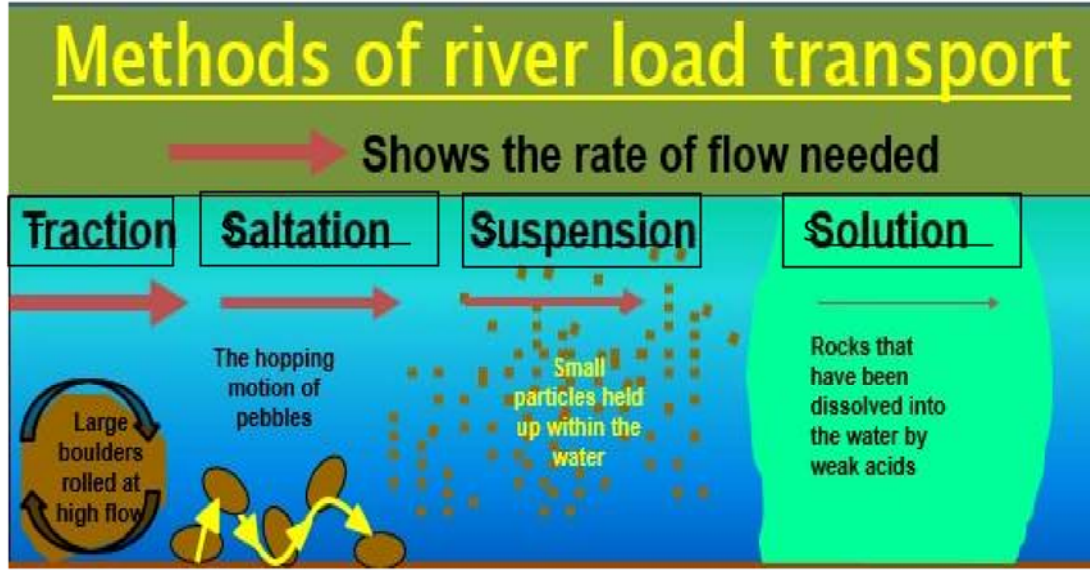 Methods of river load transport
Shows the rate of flow needed
Traction
Saltation
Suspension
Solution
Large
boulders
rolled at
high flow
The hopping
motion of
pebbles
Small
particles held
up within the
water
Rocks that
have been
dissolved into
the water by
weak acids